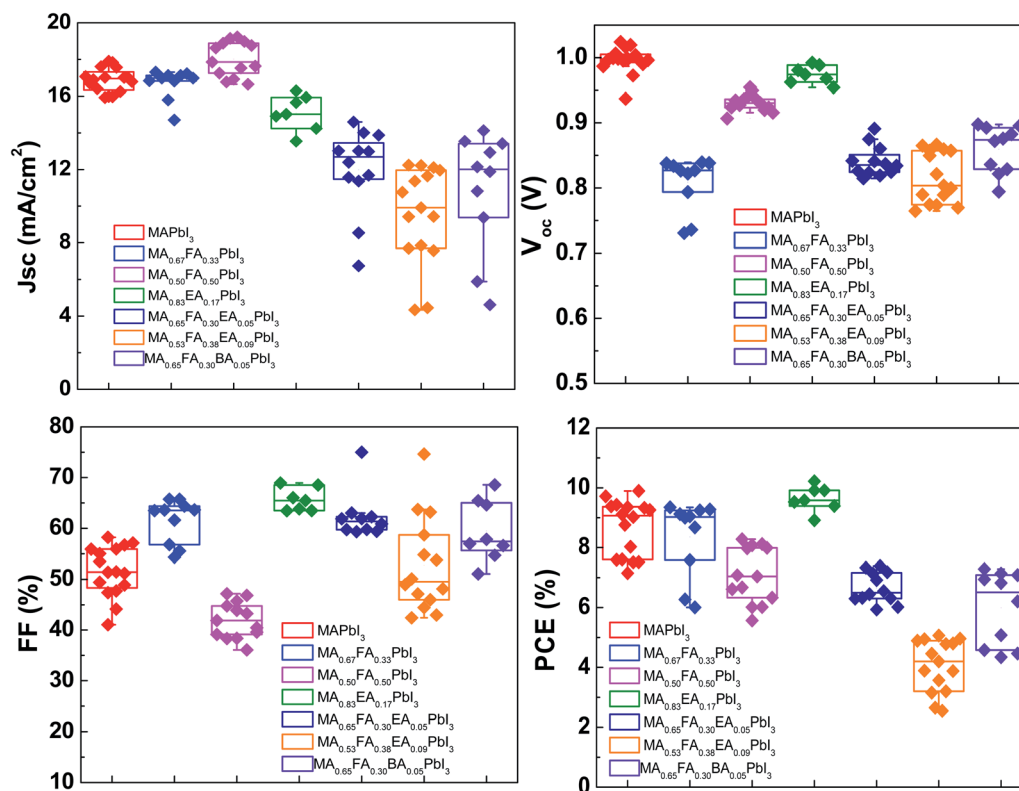 20
16
12
8
4
0
Jsc (mA/cm²)
MAPbI₃
MA₀.₆₇FA₀.₃₃PbI₃
MA₀.₅₀FA₀.₅₀PbI₃
MA₀.₈₃EA₀.₁₇PbI₃
MA₀.₆₅FA₀.₃₀EA₀.₀₅PbI₃
MA₀.₅₃FA₀.₃₈EA₀.₀₉PbI₃
MA₀.₆₅FA₀.₃₀BA₀.₀₅PbI₃
1.0
0.9
0.8
0.7
0.6
0.5
Voc (V)
MAPbI₃
MA₀.₆₇FA₀.₃₃PbI₃
MA₀.₅₀FA₀.₅₀PbI₃
MA₀.₈₃EA₀.₁₇PbI₃
MA₀.₆₅FA₀.₃₀EA₀.₀₅PbI₃
MA₀.₅₃FA₀.₃₈EA₀.₀₉PbI₃
MA₀.₆₅FA₀.₃₀BA₀.₀₅PbI₃
80
70
60
50
40
30
20
10
FF (%)
MAPbI₃
MA₀.₆₇FA₀.₃₃PbI₃
MA₀.₅₀FA₀.₅₀PbI₃
MA₀.₈₃EA₀.₁₇PbI₃
MA₀.₆₅FA₀.₃₀EA₀.₀₅PbI₃
MA₀.₅₃FA₀.₃₈EA₀.₀₉PbI₃
MA₀.₆₅FA₀.₃₀BA₀.₀₅PbI₃
12
10
8
6
4
2
0
PCE (%)
MAPbI₃
MA₀.₆₇FA₀.₃₃PbI₃
MA₀.₅₀FA₀.₅₀PbI₃
MA₀.₈₃EA₀.₁₇PbI₃
MA₀.₆₅FA₀.₃₀EA₀.₀₅PbI₃
MA₀.₅₃FA₀.₃₈EA₀.₀₉PbI₃
MA₀.₆₅FA₀.₃₀BA₀.₀₅PbI₃